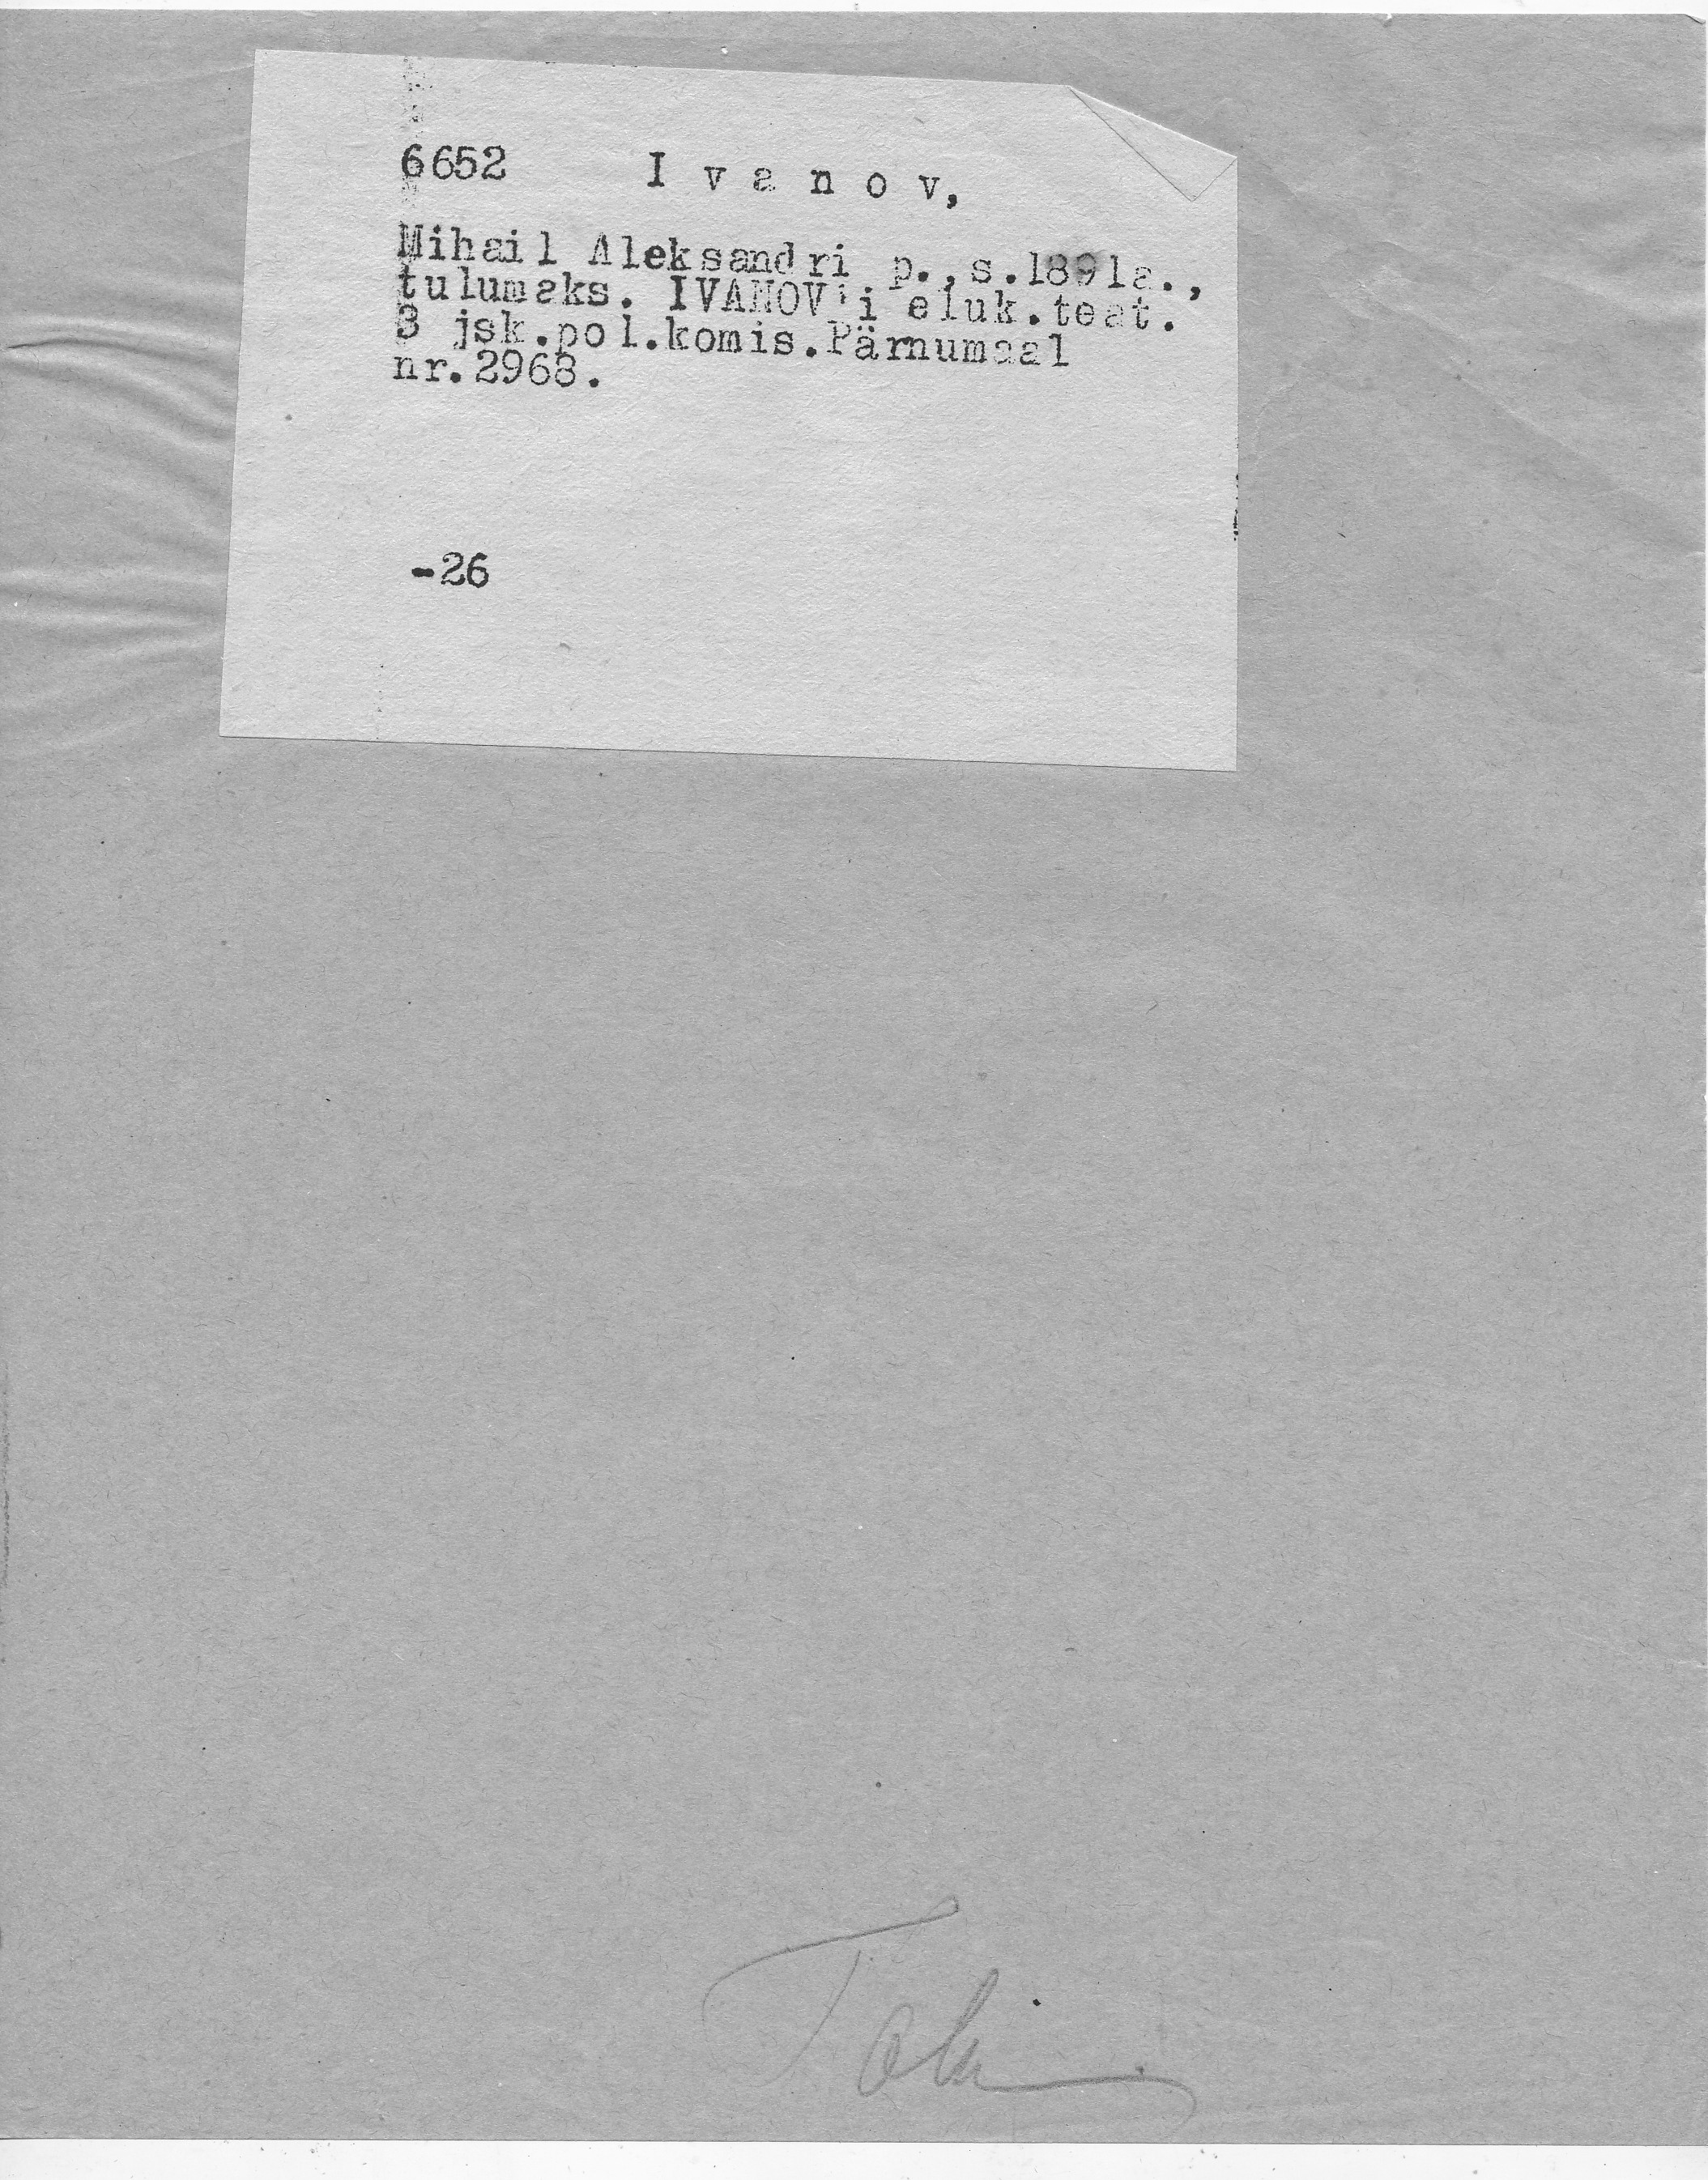 6652 I v a n o v,
Mihail Aleksandri p.,s.1891a.,
tulumaks. IVANOV'i eluk.teat.
3 jsk.pol.komis.Pärnumaal
nr.2968.
-26